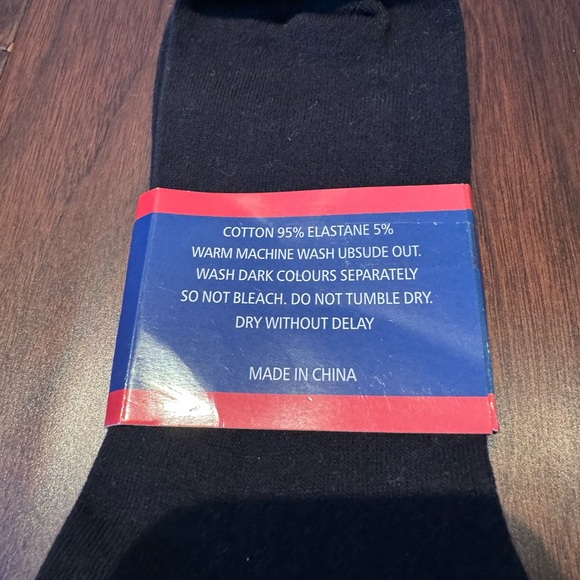 COTTON 95% ELASTANE 5%
WARM MACHINE WASH UBSUDE OUT.
WASH DARK COLOURS SEPARATELY
SO NOT BLEACH. DO NOT TUMBLE DRY.
DRY WITHOUT DELAY
MADE IN CHINA